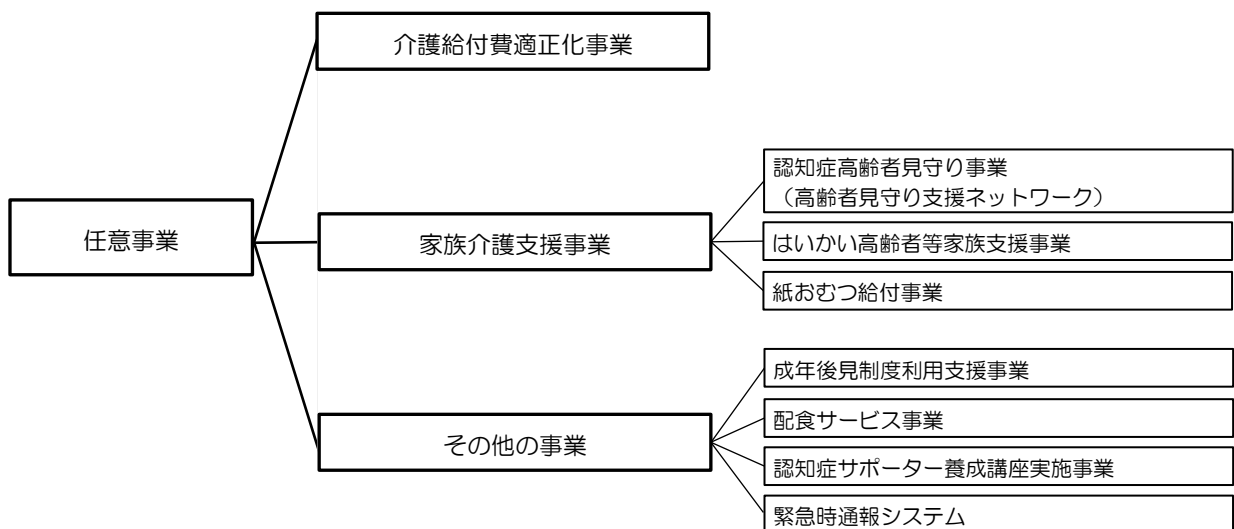 介護給付費適正化事業
任意事業
家族介護支援事業
認知症高齢者見守り事業
（高齢者見守り支援ネットワーク）
はいかい高齢者等家族支援事業
紙おむつ給付事業
その他の事業
成年後見制度利用支援事業
配食サービス事業
認知症サポーター養成講座実施事業
緊急時通報システム